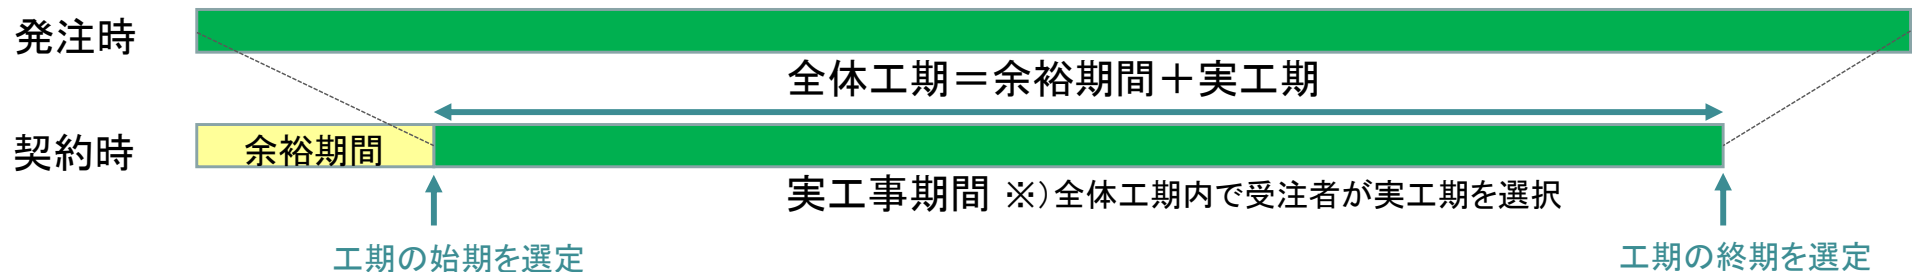 発注時
全体工期＝余裕期間＋実工期
契約時
余裕期間
実工事期間 ※）全体工期内で受注者が実工期を選択
工期の始期を選定
工期の終期を選定